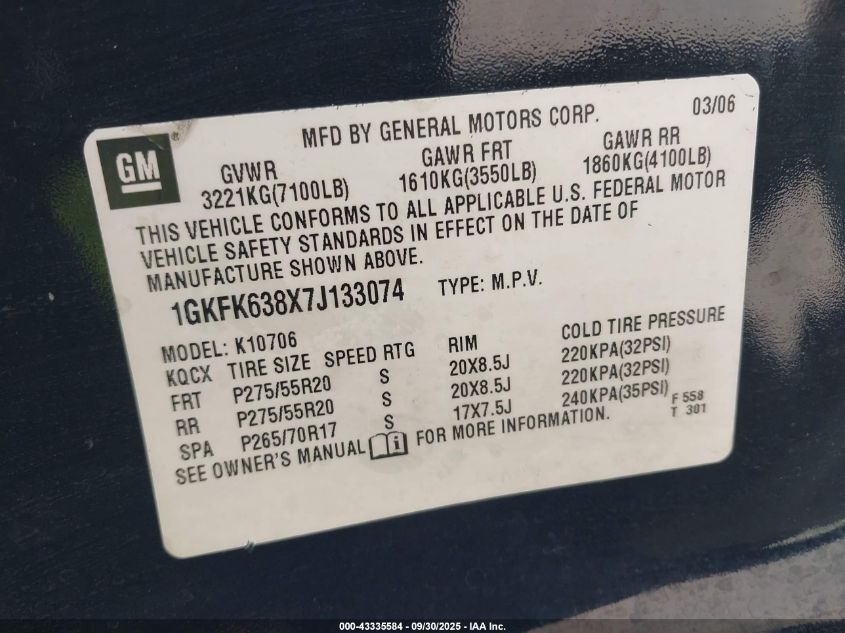 GM
MFD BY GENERAL MOTORS CORP. 03/06
GVWR GAWR FRT GAWR RR
3221KG(7100LB) 1610KG(3550LB) 1860KG(4100LB)
THIS VEHICLE CONFORMS TO ALL APPLICABLE U.S. FEDERAL MOTOR
VEHICLE SAFETY STANDARDS IN EFFECT ON THE DATE OF
MANUFACTURE SHOWN ABOVE.
1GKFK638X7J133074 TYPE: M.P.V.
MODEL: K10706
KQCX TIRE SIZE SPEED RTG RIM COLD TIRE PRESSURE
FRT P275/55R20 S 20X8.5J 220KPA(32PSI)
RR P275/55R20 S 20X8.5J 220KPA(32PSI)
SPA P265/70R17 S 17X7.5J 240KPA(35PSI)
F 558
T 301
SEE OWNER'S MANUAL i FOR MORE INFORMATION.
000-43335584 - 09/30/2025 - IAA Inc.